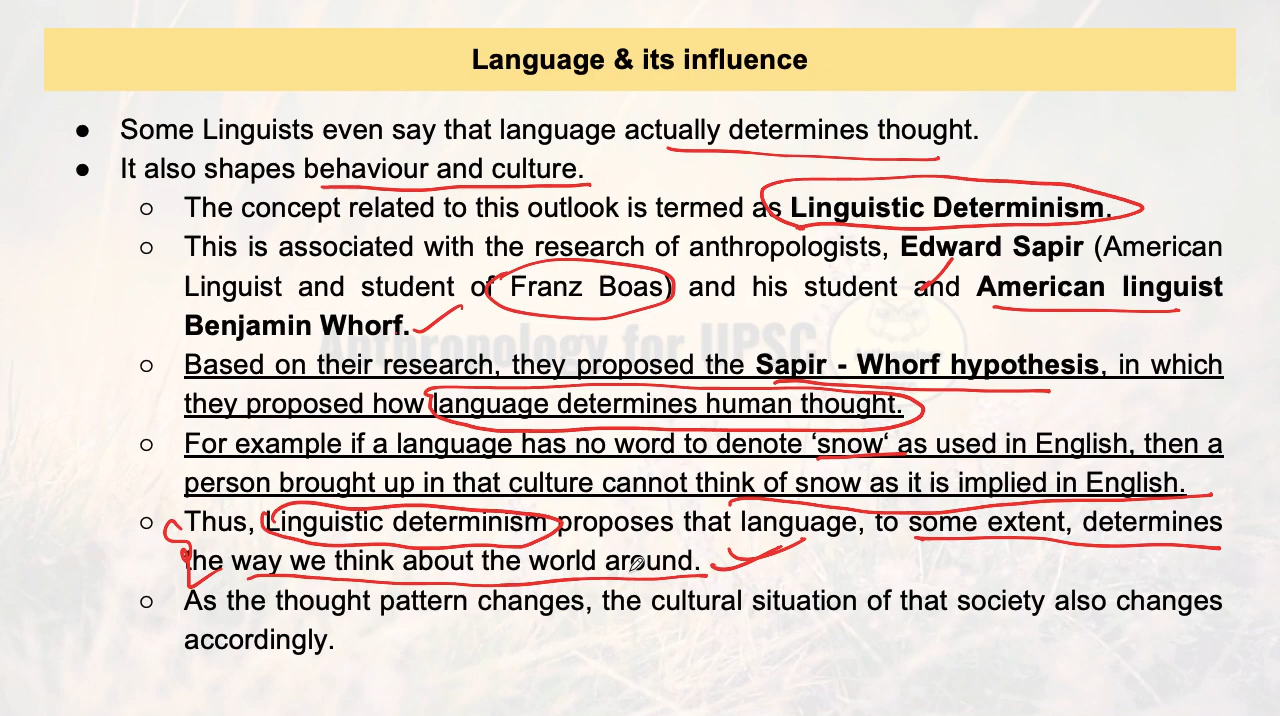 Language & its influence
● Some Linguists even say that language actually determines thought.
● It also shapes behaviour and culture.
○ The concept related to this outlook is termed as Linguistic Determinism.
○ This is associated with the research of anthropologists, Edward Sapir (American
Linguist and student of Franz Boas) and his student and American linguist
Benjamin Whorf.
Anthropology for UPSC
○ Based on their research, they proposed the Sapir - Whorf hypothesis, in which
they proposed how language determines human thought.
○ For example if a language has no word to denote ‘snow‘ as used in English, then a
person brought up in that culture cannot think of snow as it is implied in English.
○ Thus, Linguistic determinism proposes that language, to some extent, determines
the way we think about the world around.
○ As the thought pattern changes, the cultural situation of that society also changes
accordingly.